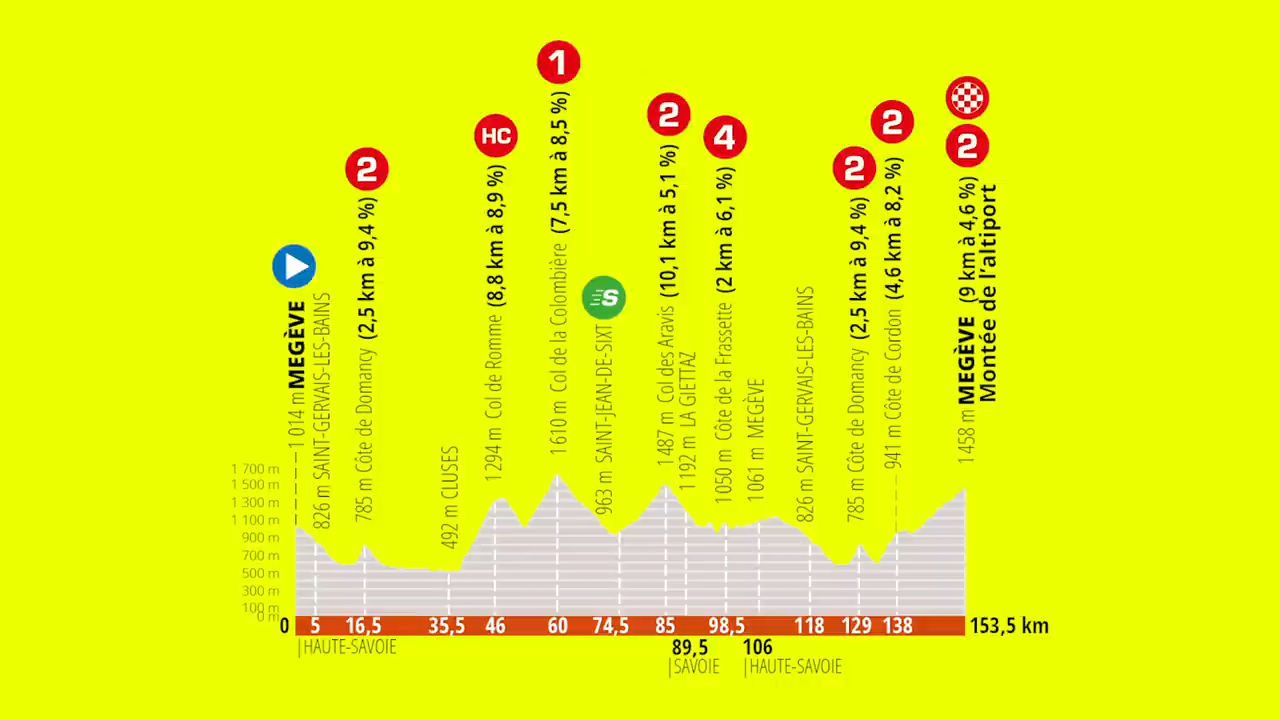 1 014 m MEGÈVE
826 m SAINT-GERVAIS-LES-BAINS
2
785 m Côte de Domancy (2,5 km à 9,4 %)
492 m CLUSES
HC
1294 m Col de Romme (8,8 km à 8,9 %)
1
1610 m Col de la Colombière (7,5 km à 8,5 %)
S
963 m SAINT-JEAN-DE-SIXT
2
1487 m Col des Aravis (10,1 km à 5,1 %)
1192 m LA GIETTAZ
4
1050 m Côte de la Frassette (2 km à 6,1 %)
1061 m MEGÈVE
826 m SAINT-GERVAIS-LES-BAINS
2
785 m Côte de Domancy (2,5 km à 9,4 %)
2
941 m Côte de Cordon (4,6 km à 8,2 %)
2
1458 m MEGÈVE (9 km à 4,6 %)
Montée de l'altiport
1 700 m
1 500 m
1 300 m
1 100 m
900 m
700 m
500 m
300 m
100 m
0 m
0 5 16,5 35,5 46 60 74,5 85 98,5 118 129 138 153,5 km
89,5 106
|HAUTE-SAVOIE
|SAVOIE |HAUTE-SAVOIE